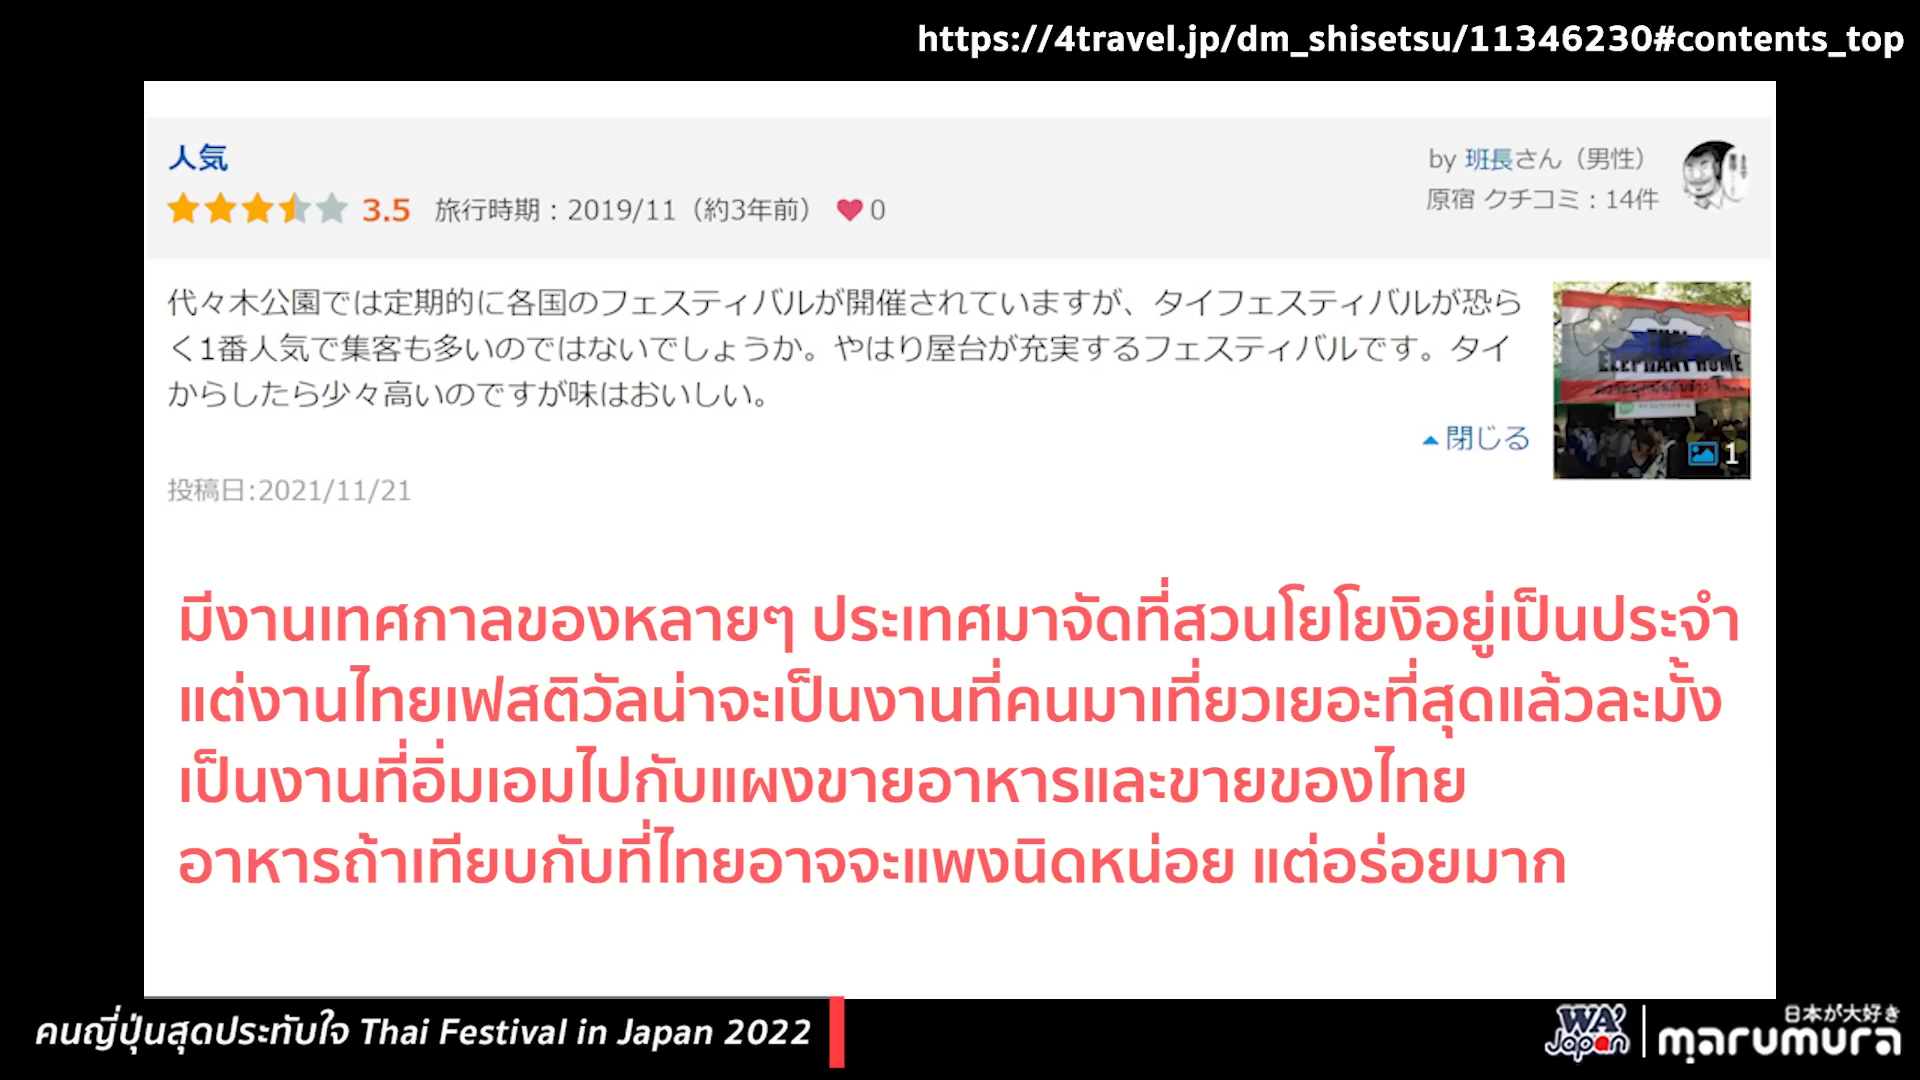 https://4travel.jp/dm_shisetsu/11346230#contents_top
人気
3.5 旅行時期：2019/11（約3年前） 0
by 班長さん（男性）
原宿 クチコミ：14件
代々木公園では定期的に各国のフェスティバルが開催されていますが、タイフェスティバルが恐ら
く1番人気で集客も多いのではないでしょうか。やはり屋台が充実するフェスティバルです。タイ
からしたら少々高いのですが味はおいしい。
閉じる
ELEPHANT HOME
1
投稿日:2021/11/21
มีงานเทศกาลของหลายๆ ประเทศมาจัดที่สวนโยโยงิอยู่เป็นประจำ
แต่งานไทยเฟสติวัลน่าจะเป็นงานที่คนมาเที่ยวเยอะที่สุดแล้วละมั้ง
เป็นงานที่อิ่มเอมไปกับแผงขายอาหารและขายของไทย
อาหารถ้าเทียบกับที่ไทยอาจจะแพงนิดหน่อย แต่อร่อยมาก
คนญี่ปุ่นสุดประทับใจ Thai Festival in Japan 2022
WA Japan
日本が大好き
marumura